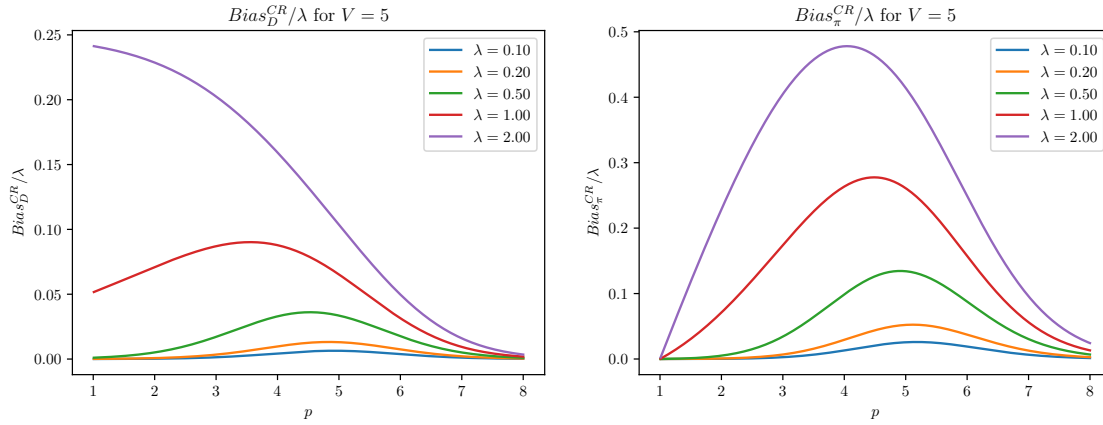 Bias_D^{CR}/λ for V = 5
Bias_D^{CR}/λ
0.25
0.20
0.15
0.10
0.05
0.00
1 2 3 4 5 6 7 8
p
λ = 0.10
λ = 0.20
λ = 0.50
λ = 1.00
λ = 2.00
Bias_π^{CR}/λ for V = 5
Bias_π^{CR}/λ
0.5
0.4
0.3
0.2
0.1
0.0
1 2 3 4 5 6 7 8
p
λ = 0.10
λ = 0.20
λ = 0.50
λ = 1.00
λ = 2.00